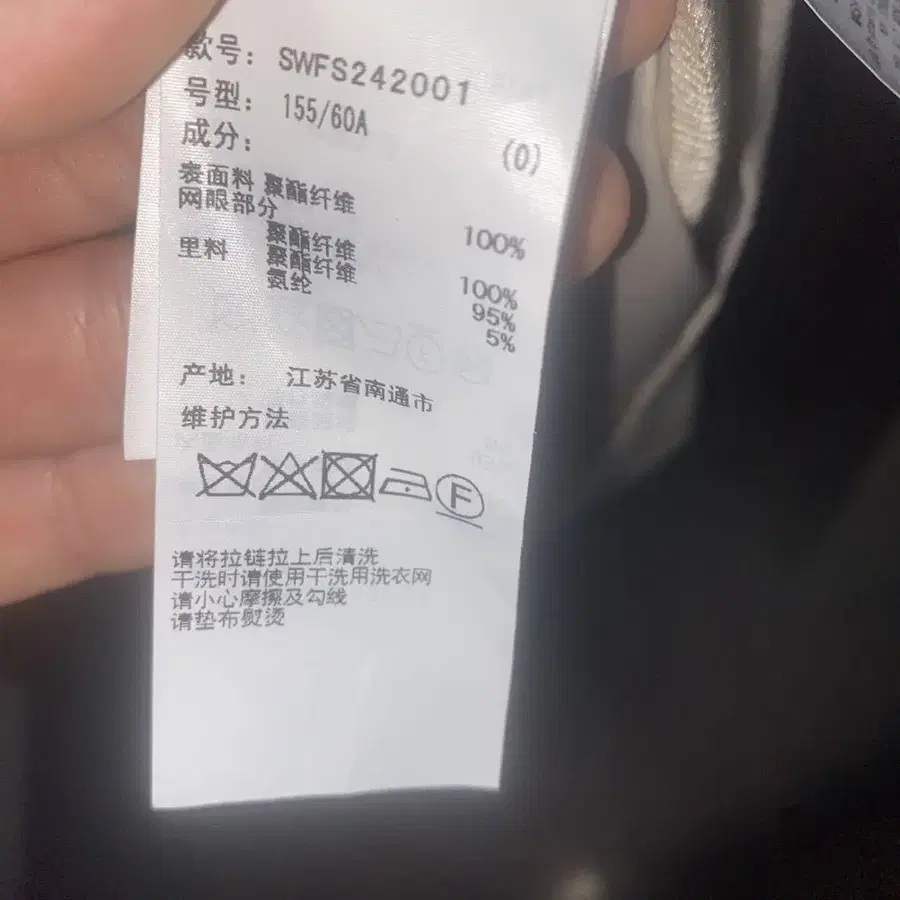 款号: SWFS242001
号型: 155/60A
成分: (0)
表面料 聚酯纤维 100%
网眼部分
聚酯纤维 100%
里料 聚酯纤维 95%
氨纶 5%
产地: 江苏省南通市
维护方法
F
请将拉链拉上后清洗
干洗时请使用干洗用洗衣网
请小心摩擦及勾线
请垫布熨烫